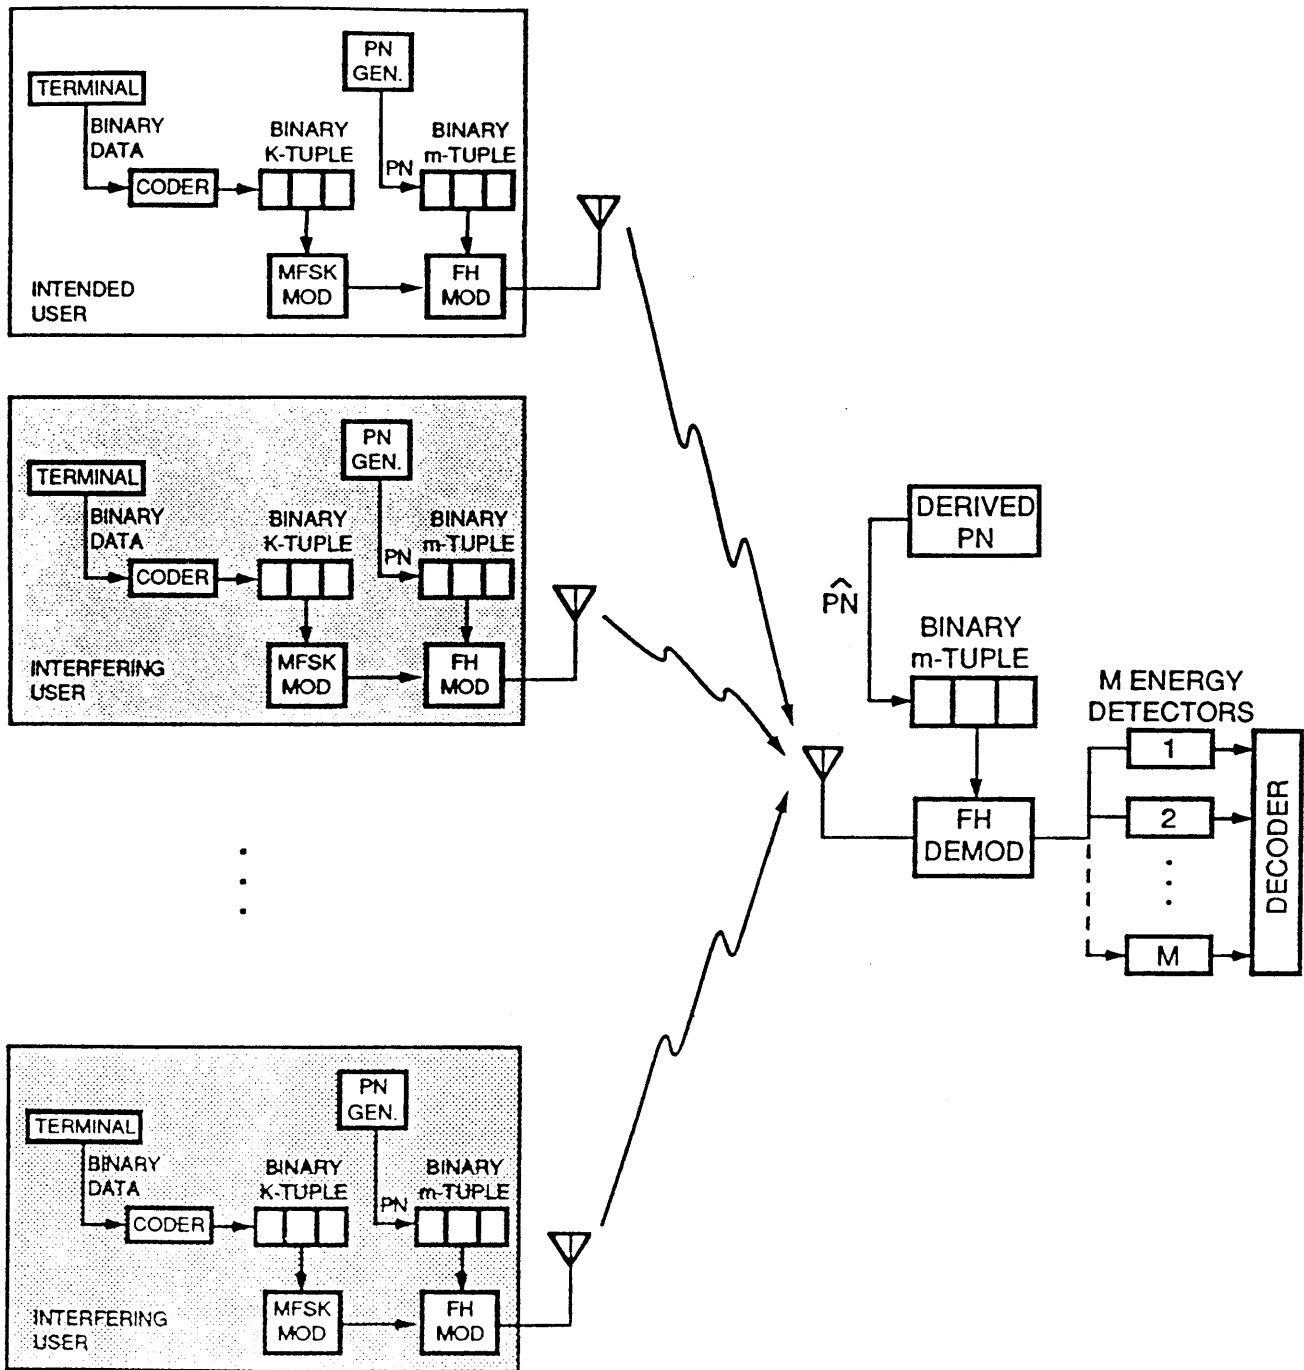 PN
GEN.
TERMINAL
BINARY
DATA
BINARY
K-TUPLE
BINARY
m-TUPLE
PN
CODER
MFSK
MOD
FH
MOD
INTENDED
USER
PN
GEN.
TERMINAL
BINARY
DATA
BINARY
K-TUPLE
BINARY
m-TUPLE
PN
CODER
MFSK
MOD
FH
MOD
INTERFERING
USER
DERIVED
PN
P̂N
BINARY
m-TUPLE
M ENERGY
DETECTORS
1
2
M
FH
DEMOD
DECODER
PN
GEN.
TERMINAL
BINARY
DATA
BINARY
K-TUPLE
BINARY
m-TUPLE
PN
CODER
MFSK
MOD
FH
MOD
INTERFERING
USER